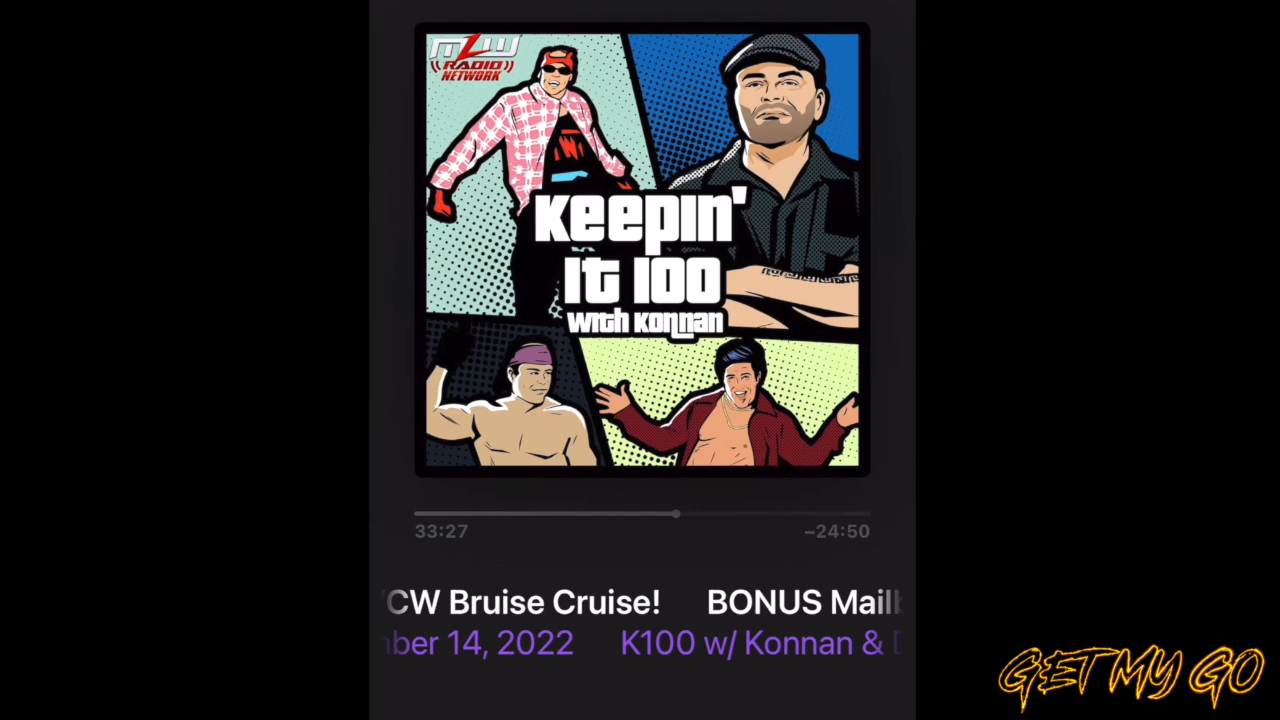 MLW
RADIO
NETWORK
Keepin'
It 100
with Konnan
33:27
-24:50
CW Bruise Cruise! BONUS Mail
ber 14, 2022 K100 w/ Konnan &
GET MY GO